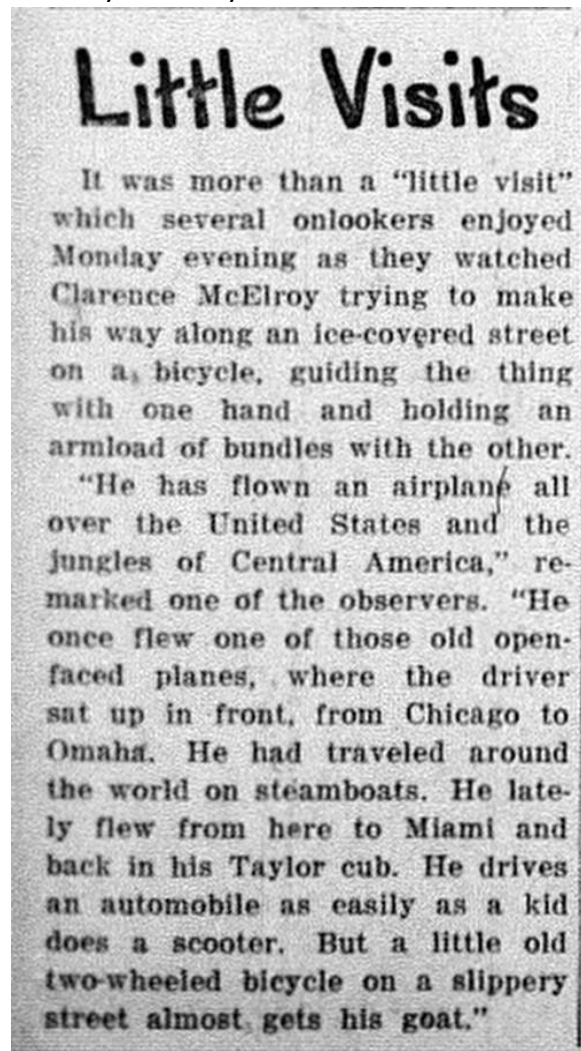 Little Visits
It was more than a "little visit"
which several onlookers enjoyed
Monday evening as they watched
Clarence McElroy trying to make
his way along an ice-covered street
on a bicycle, guiding the thing
with one hand and holding an
armload of bundles with the other.
"He has flown an airplane all
over the United States and the
jungles of Central America," re-
marked one of the observers. "He
once flew one of those old open-
faced planes, where the driver
sat up in front, from Chicago to
Omaha. He had traveled around
the world on steamboats. He late-
ly flew from here to Miami and
back in his Taylor cub. He drives
an automobile as easily as a kid
does a scooter. But a little old
two-wheeled bicycle on a slippery
street almost gets his goat."